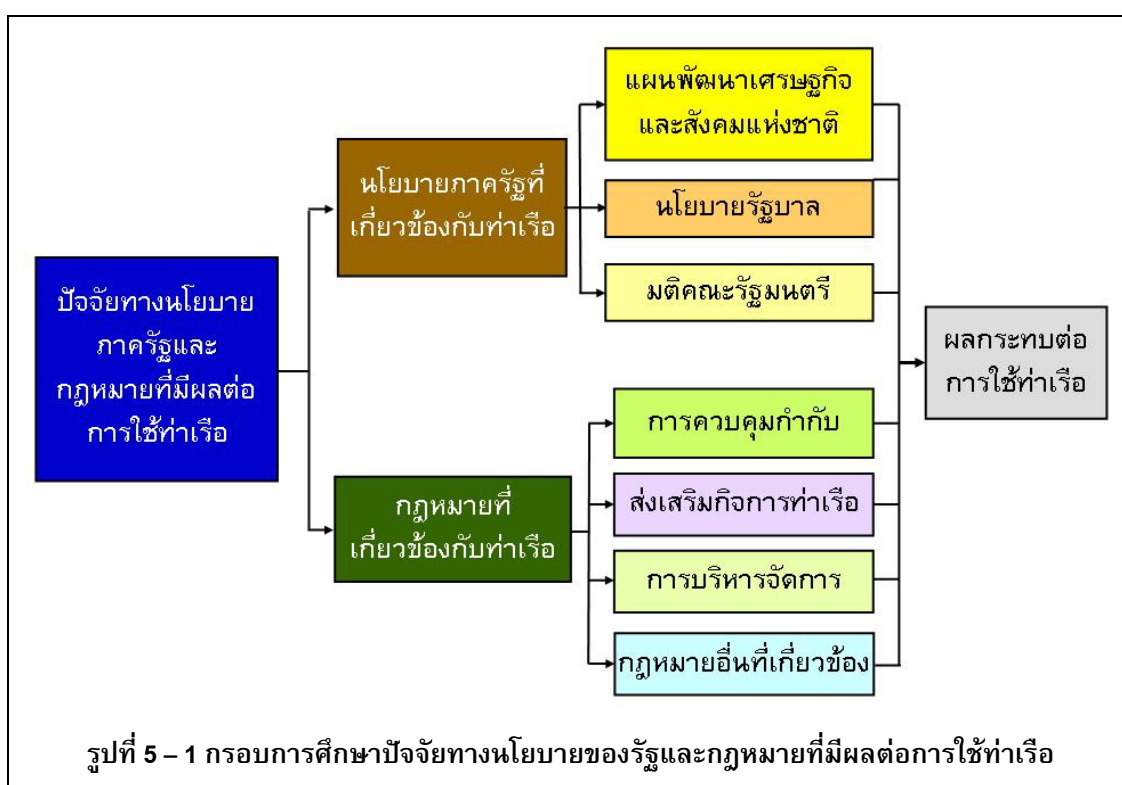 ปัจจัยทางนโยบาย
ภาครัฐและ
กฎหมายที่มีผลต่อ
การใช้ท่าเรือ
นโยบายภาครัฐที่
เกี่ยวข้องกับท่าเรือ
แผนพัฒนาเศรษฐกิจ
และสังคมแห่งชาติ
นโยบายรัฐบาล
มติคณะรัฐมนตรี
กฎหมายที่
เกี่ยวข้องกับท่าเรือ
การควบคุมกำกับ
ส่งเสริมกิจการท่าเรือ
การบริหารจัดการ
กฎหมายอื่นที่เกี่ยวข้อง
ผลกระทบต่อ
การใช้ท่าเรือ
รูปที่ 5 – 1 กรอบการศึกษาปัจจัยทางนโยบายของรัฐและกฎหมายที่มีผลต่อการใช้ท่าเรือ